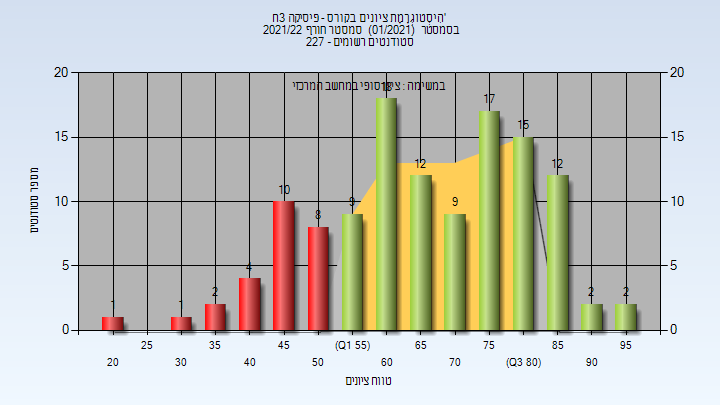 היסטוגרמת ציונים בקורס - פיסיקה 3ח'
בסמסטר (01/2021) סמסטר חורף 2021/22
סטודנטים רשומים - 227
במשימה : ציון סופי במחשב המרכזי
מספר סטודנטים
20 15 10 5 0
20 15 10 5 0
1 1 2 4 10 8 9 18 12 9 17 15 12 2 2
25 35 45 (Q1 55) 65 75 85 95
20 30 40 50 60 70 (Q3 80) 90
טווח ציונים